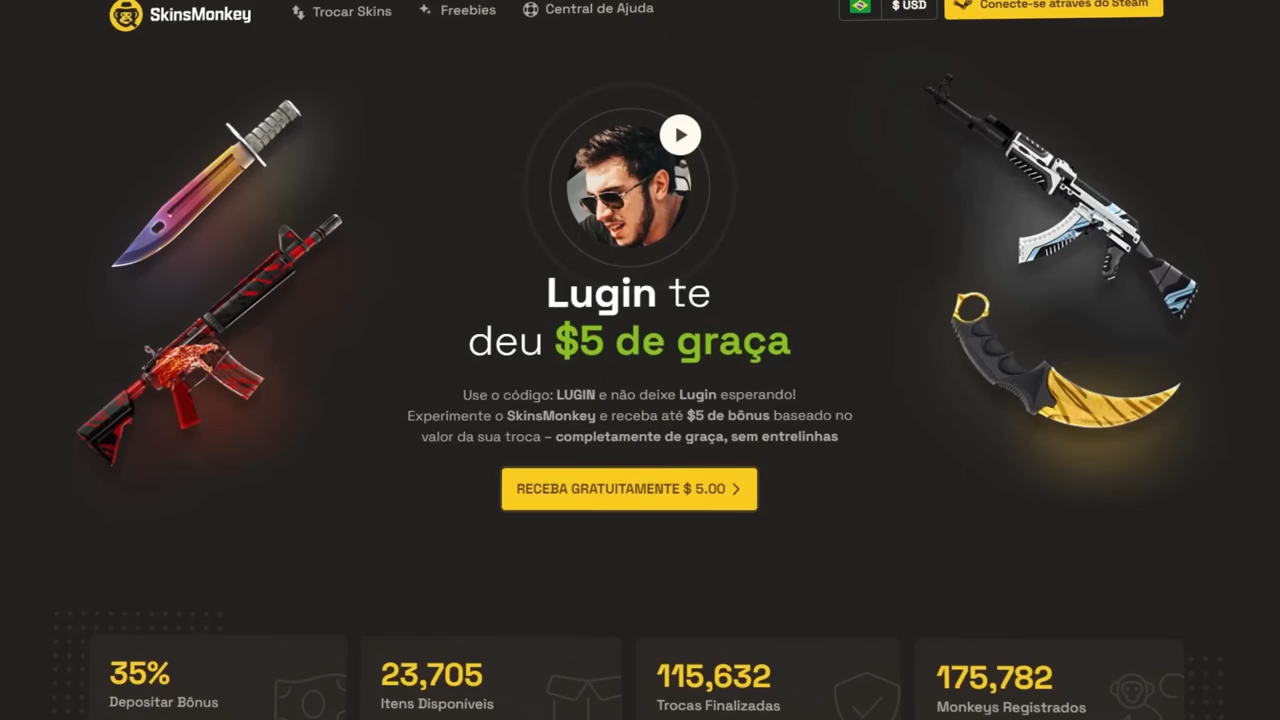 SkinsMonkey
Trocar Skins
Freebies
Central de Ajuda
$ USD
Conecte-se através do Steam
Lugin te
deu $5 de graça
Use o código: LUGIN e não deixe Lugin esperando!
Experimente o SkinsMonkey e receba até $5 de bônus baseado no
valor da sua troca – completamente de graça, sem entrelinhas
RECEBA GRATUITAMENTE $ 5.00
35%
Depositar Bônus
23,705
Itens Disponíveis
115,632
Trocas Finalizadas
175,782
Monkeys Registrados